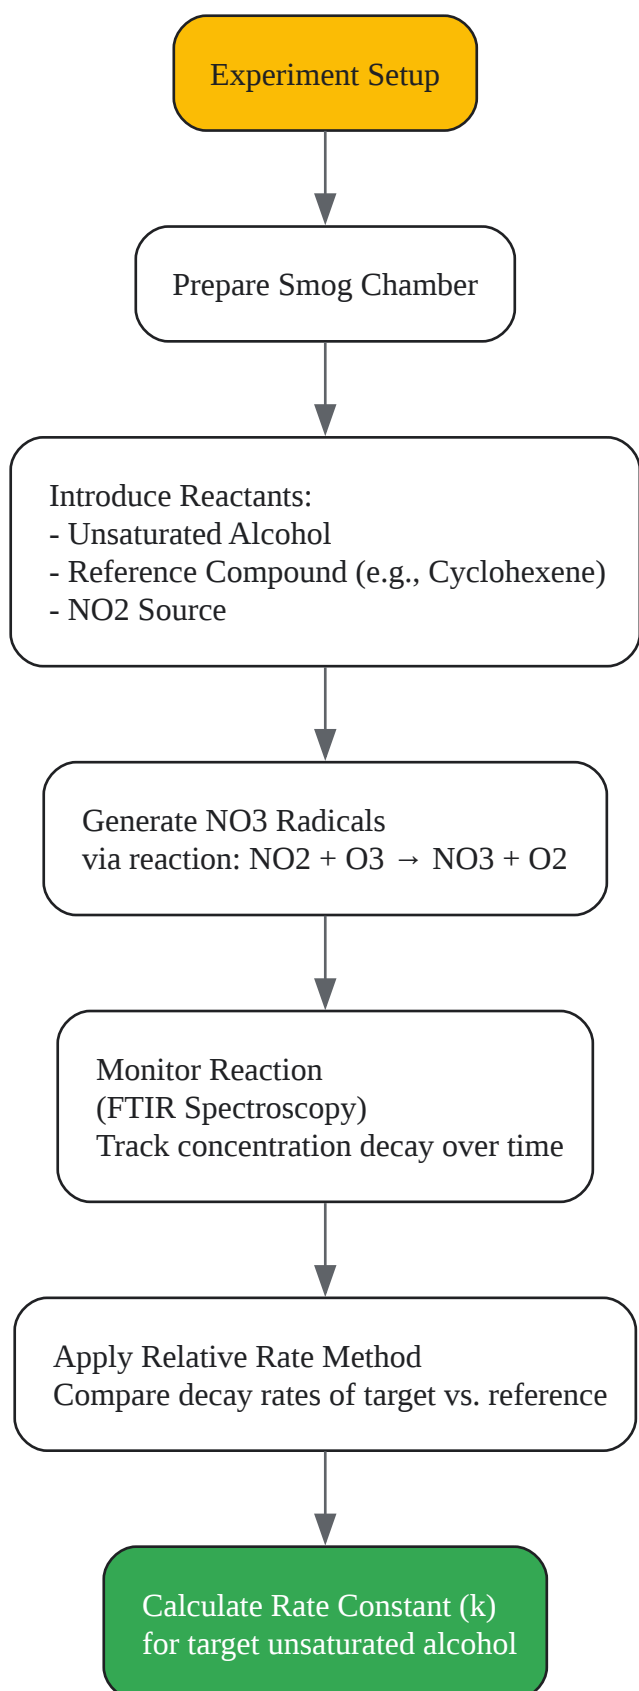 Experiment Setup
Prepare Smog Chamber
Introduce Reactants:
- Unsaturated Alcohol
- Reference Compound (e.g., Cyclohexene)
- NO2 Source
Generate NO3 Radicals
via reaction: NO2 + O3 → NO3 + O2
Monitor Reaction
(FTIR Spectroscopy)
Track concentration decay over time
Apply Relative Rate Method
Compare decay rates of target vs. reference
Calculate Rate Constant (k)
for target unsaturated alcohol